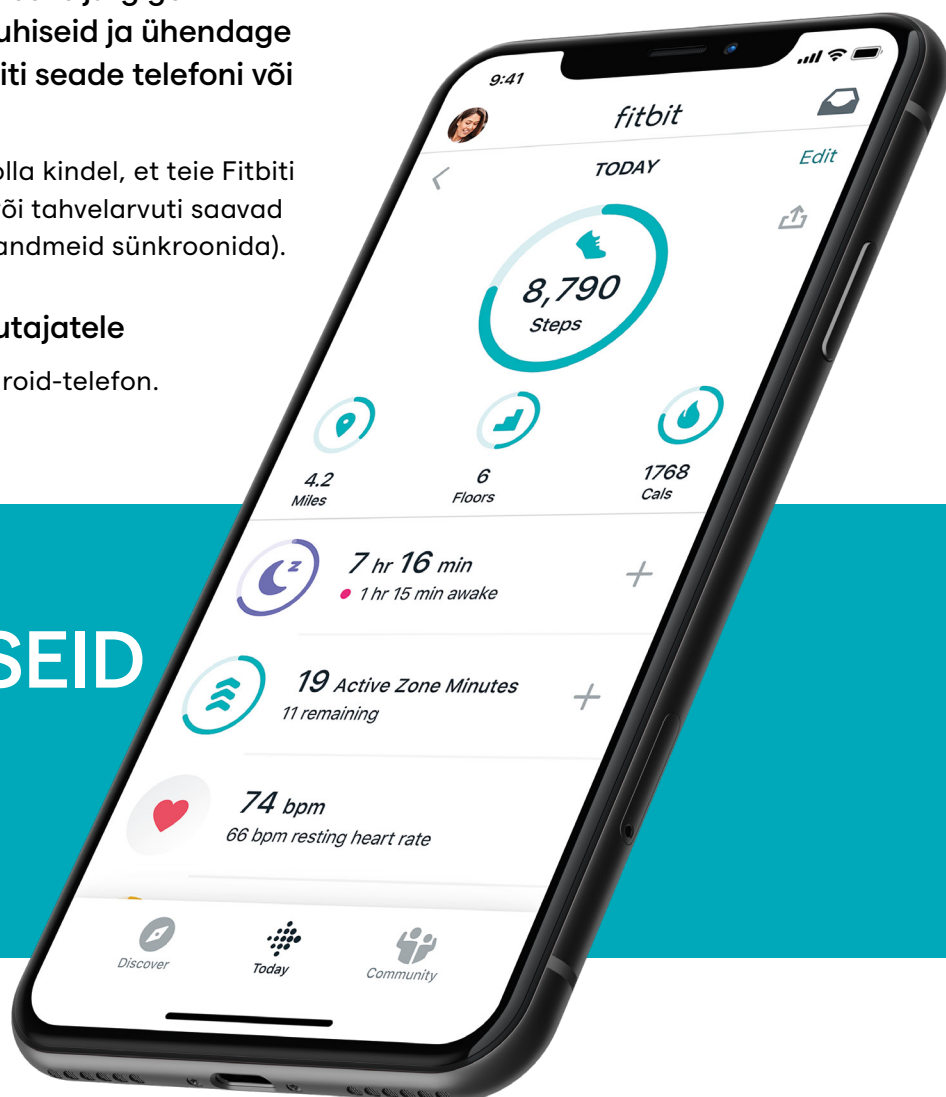 uhiseid ja ühendage
iti seade telefoni või
olla kindel, et teie Fitbiti
või tahvelarvuti saavad
andmeid sünkroonida).
utajatele
roid-telefon.
SEID
9:41
fitbit
TODAY
Edit
8,790
Steps
4.2
Miles
6
Floors
1768
Cals
7 hr 16 min
1 hr 15 min awake
19 Active Zone Minutes
11 remaining
74 bpm
66 bpm resting heart rate
Discover
Today
Community